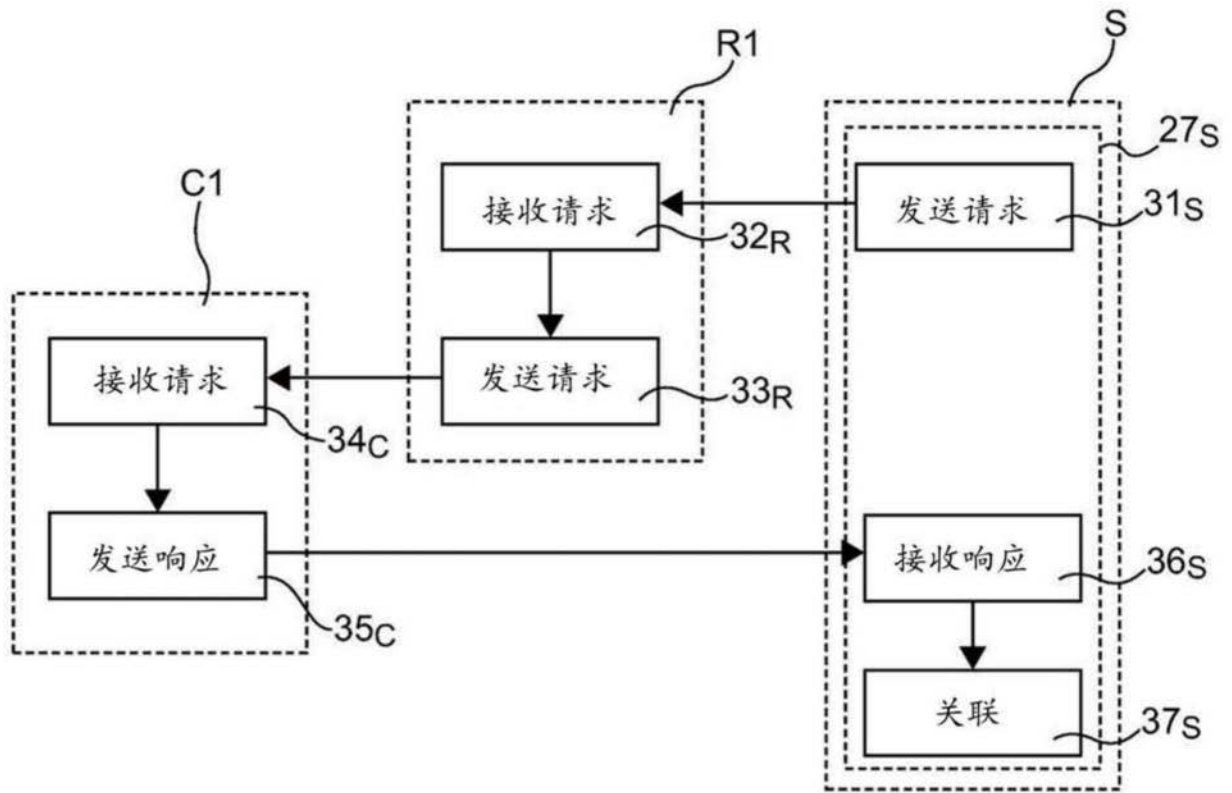 S
R1
27S
C1
接收请求
发送请求
31S
32R
接收请求
发送请求
33R
34C
发送响应
接收响应
36S
35C
关联
37S